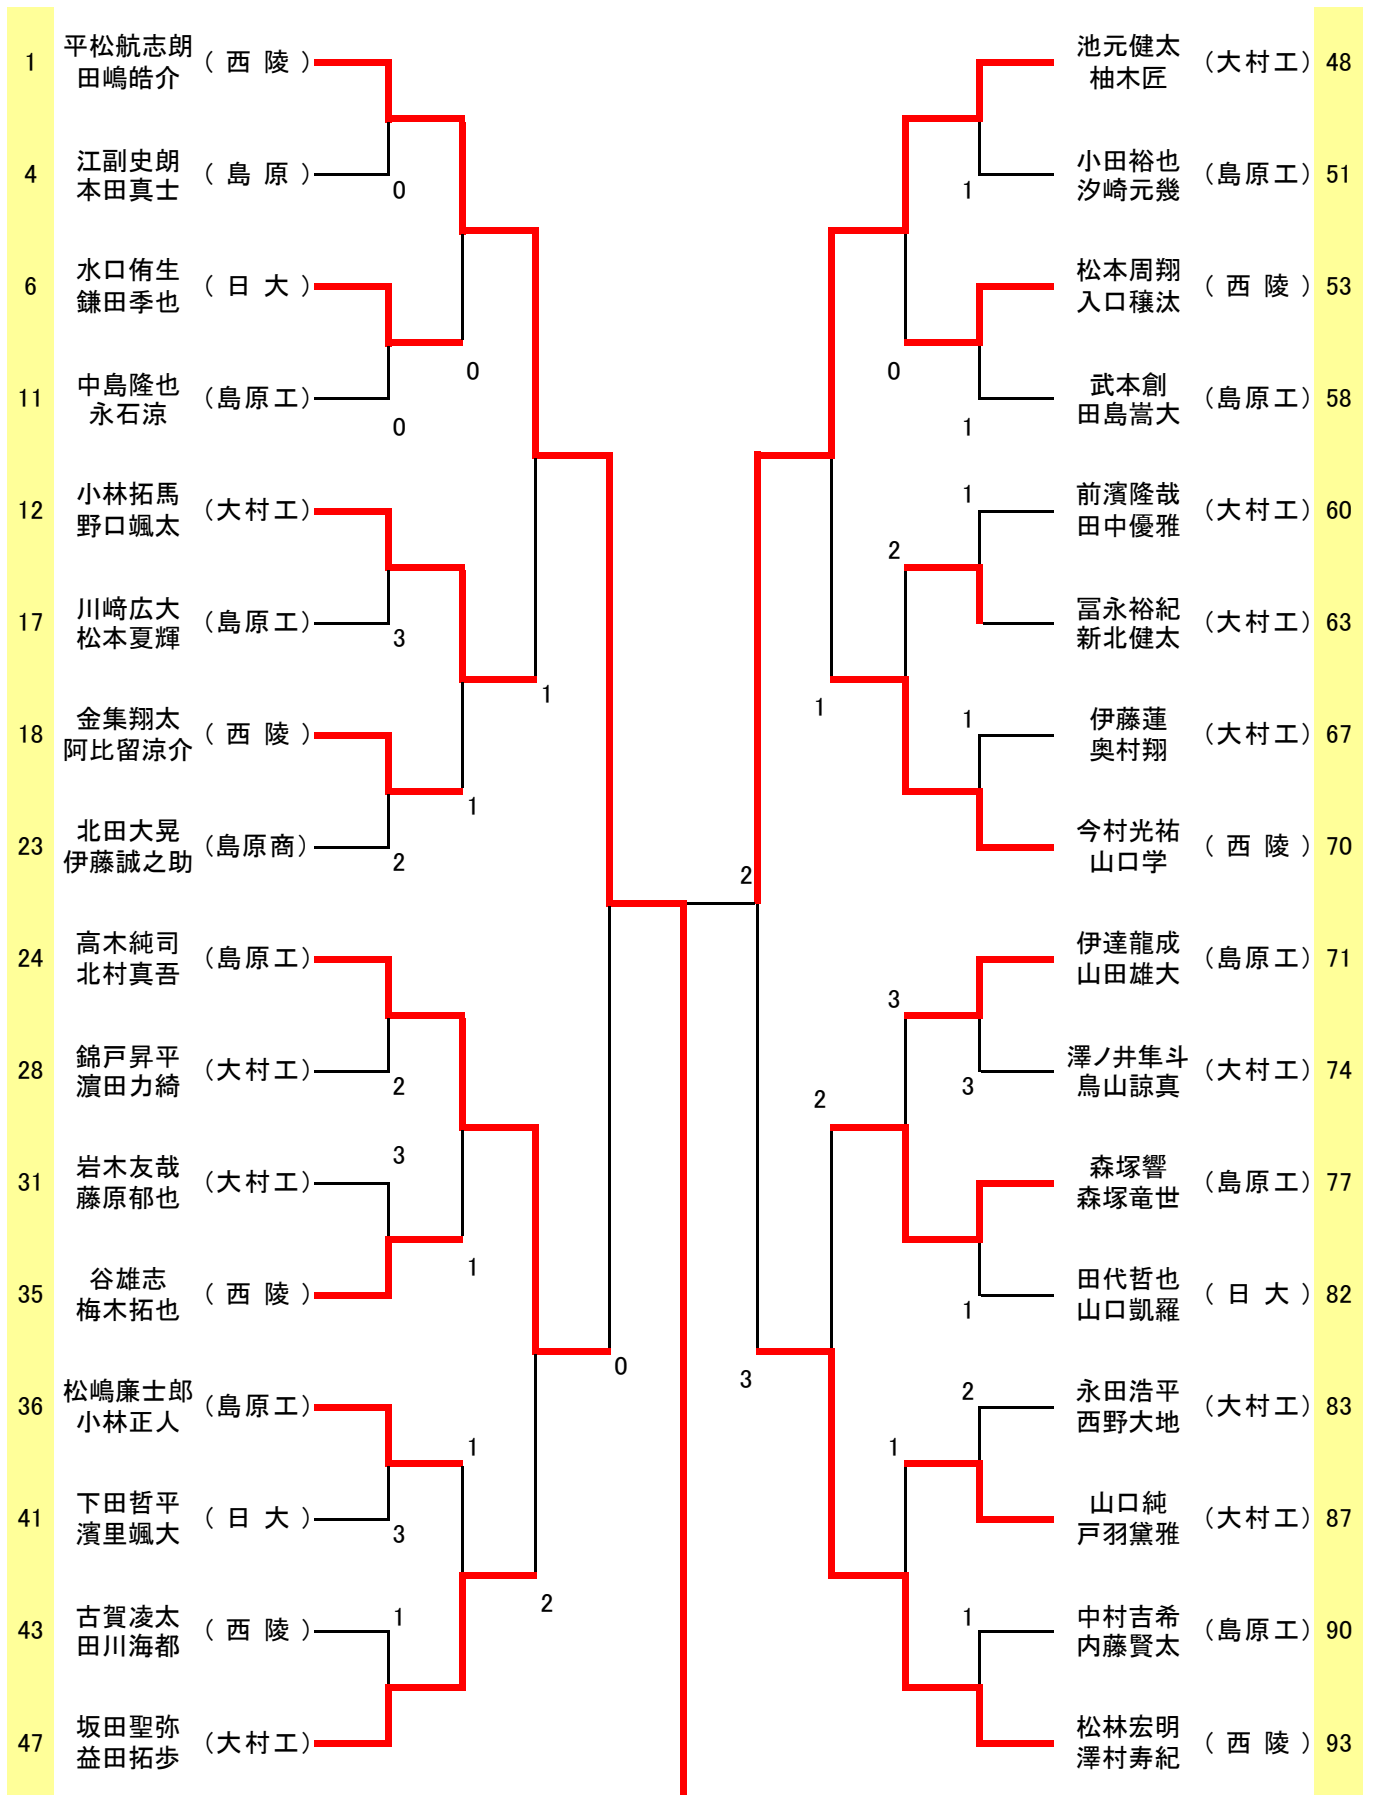 1 平松航志朗 ( 西 陵 )
田嶋皓介
4 江副史朗 ( 島 原 )
本田真士
0
6 水口侑生 ( 日 大 )
鎌田季也
0
11 中島隆也 (島原工)
永石涼
0
12 小林拓馬 (大村工)
野口颯太
17 川﨑広大 (島原工)
松本夏輝
3
1
18 金集翔太 ( 西 陵 )
阿比留涼介
1
23 北田大晃 (島原商)
伊藤誠之助
2
24 高木純司 (島原工)
北村真吾
28 錦戸昇平 (大村工)
濵田力綺
2
3
31 岩木友哉 (大村工)
藤原郁也
1
35 谷雄志 ( 西 陵 )
梅木拓也
0
36 松嶋廉士郎 (島原工)
小林正人
1
41 下田哲平 ( 日 大 )
濱里颯大
3
2
43 古賀凌太 ( 西 陵 )
田川海都
1
47 坂田聖弥 (大村工)
益田拓歩
池元健太 (大村工) 48
柚木匠
小田裕也 (島原工) 51
汐崎元幾
1
松本周翔 ( 西 陵 ) 53
入口穣汰
0
武本創 (島原工) 58
田島嵩大
1
1
前濱隆哉 (大村工) 60
田中優雅
2
冨永裕紀 (大村工) 63
新北健太
1
1
伊藤蓮 (大村工) 67
奥村翔
今村光祐 ( 西 陵 ) 70
山口学
2
伊達龍成 (島原工) 71
山田雄大
3
澤ノ井隼斗 (大村工) 74
鳥山諒真
3
2
森塚響 (島原工) 77
森塚竜世
田代哲也 ( 日 大 ) 82
山口凱羅
1
3
2
永田浩平 (大村工) 83
西野大地
1
山口純 (大村工) 87
戸羽黛雅
1
中村吉希 (島原工) 90
内藤賢太
松林宏明 ( 西 陵 ) 93
澤村寿紀